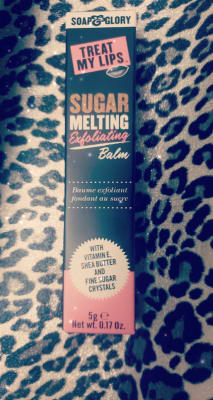 SOAP&GLORY
TREAT
MY LIPS
SUGAR
MELTING
Exfoliating
Balm
Baume exfoliant
fondant au sucre
WITH
VITAMIN E,
SHEA BUTTER
AND
FINE SUGAR
CRYSTALS
5g ℮
Net wt. 0.17 Oz.